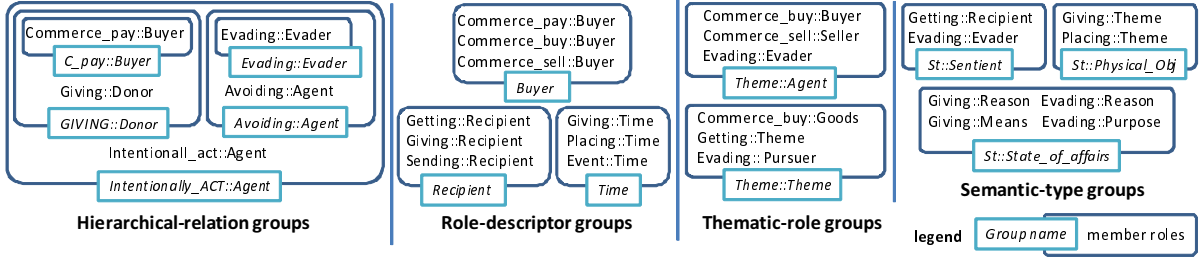 Commerce_pay::Buyer
C_pay::Buyer
Giving::Donor
GIVING::Donor
Evading::Evader
Evading::Evader
Avoiding::Agent
Avoiding::Agent
Intentionall_act::Agent
Intentionally_ACT::Agent
Hierarchical-relation groups
Commerce_pay::Buyer
Commerce_buy::Buyer
Commerce_sell::Buyer
Buyer
Getting::Recipient
Giving::Recipient
Sending::Recipient
Recipient
Giving::Time
Placing::Time
Event::Time
Time
Role-descriptor groups
Commerce_buy::Buyer
Commerce_sell::Seller
Evading::Evader
Theme::Agent
Commerce_buy::Goods
Getting::Theme
Evading:: Pursuer
Theme::Theme
Thematic-role groups
Getting::Recipient
Evading::Evader
St::Sentient
Giving::Theme
Placing::Theme
St::Physical_Obj
Giving::Reason Evading::Reason
Giving::Means Evading::Purpose
St::State_of_affairs
Semantic-type groups
legend Group name member roles